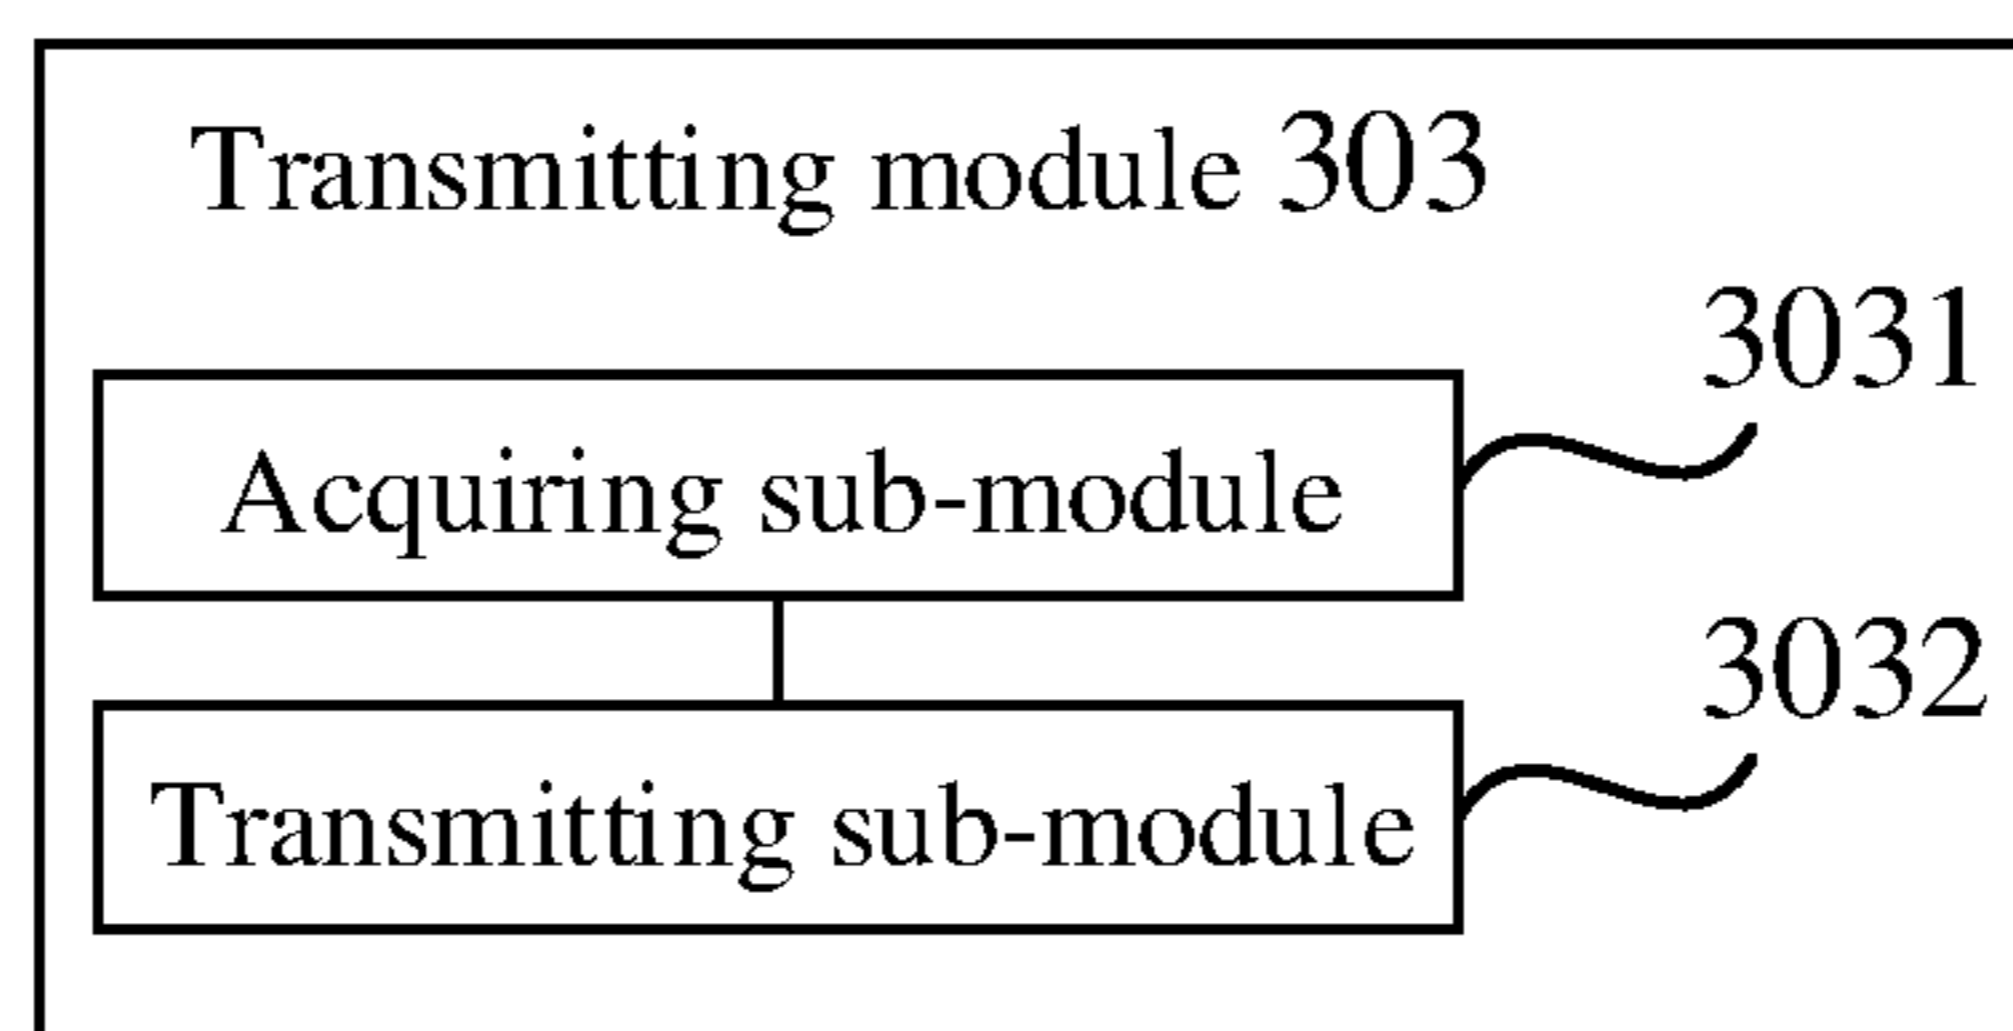 Transmitting module 303
3031
Acquiring sub-module
3032
Transmitting sub-module